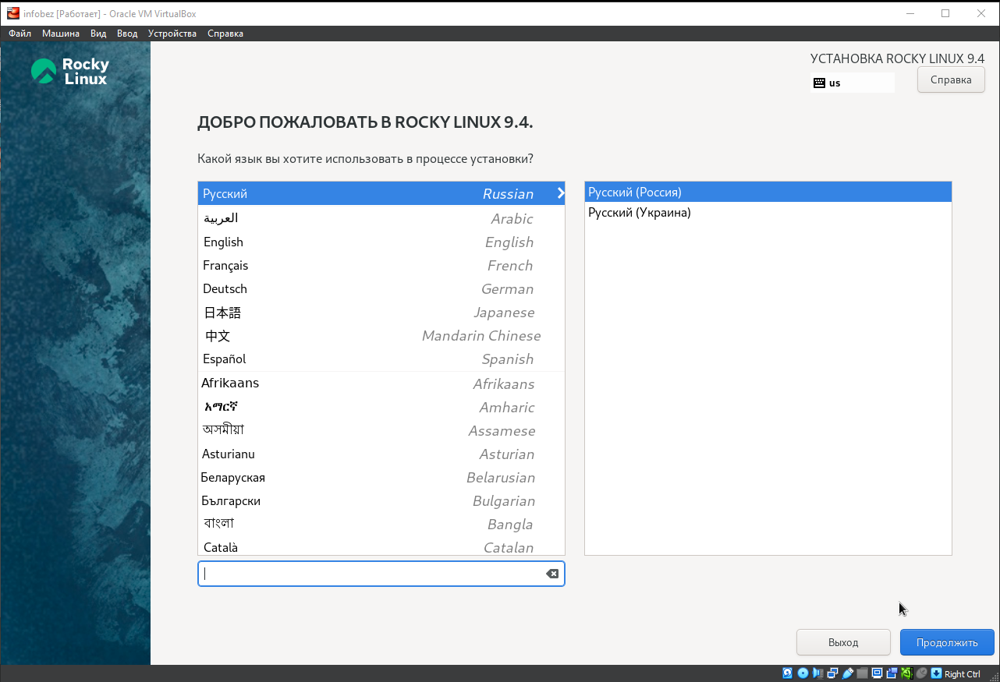 infobez [Работает] - Oracle VM VirtualBox
Файл Машина Вид Ввод Устройства Справка
Rocky
Linux
УСТАНОВКА ROCKY LINUX 9.4
us
Справка
ДОБРО ПОЖАЛОВАТЬ В ROCKY LINUX 9.4.
Какой язык вы хотите использовать в процессе установки?
Русский Russian
العربية Arabic
English English
Français French
Deutsch German
日本語 Japanese
中文 Mandarin Chinese
Español Spanish
Afrikaans Afrikaans
አማርኛ Amharic
অসমীয়া Assamese
Asturianu Asturian
Беларуская Belarusian
Български Bulgarian
বাংলা Bangla
Català Catalan
Русский (Россия)
Русский (Украина)
Выход
Продолжить
Right Ctrl